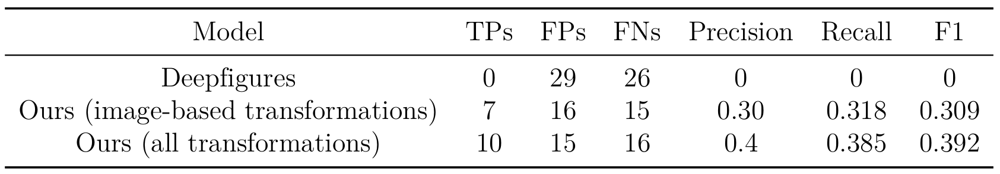 Model TPs FPs FNs Precision Recall F1
Deepfigures 0 29 26 0 0 0
Ours (image-based transformations) 7 16 15 0.30 0.318 0.309
Ours (all transformations) 10 15 16 0.4 0.385 0.392